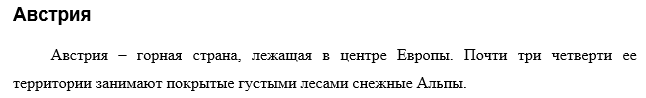 Австрия
Австрия – горная страна, лежащая в центре Европы. Почти три четверти ее
территории занимают покрытые густыми лесами снежные Альпы.